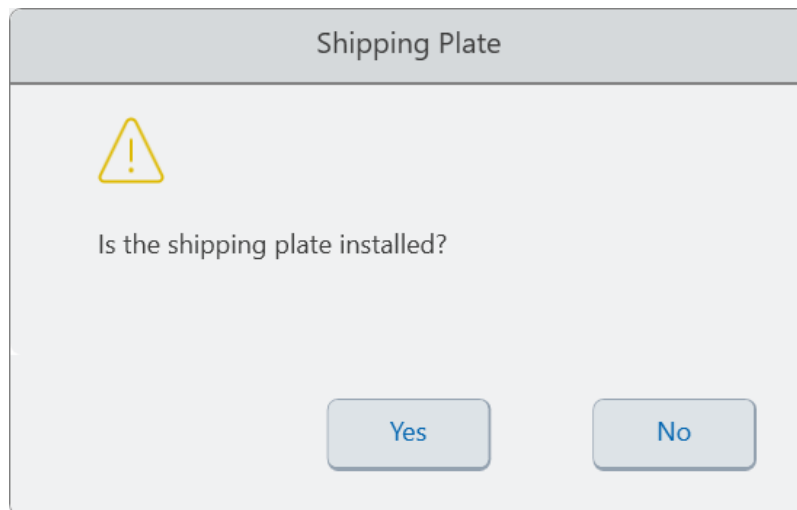 Shipping Plate
Is the shipping plate installed?
Yes
No